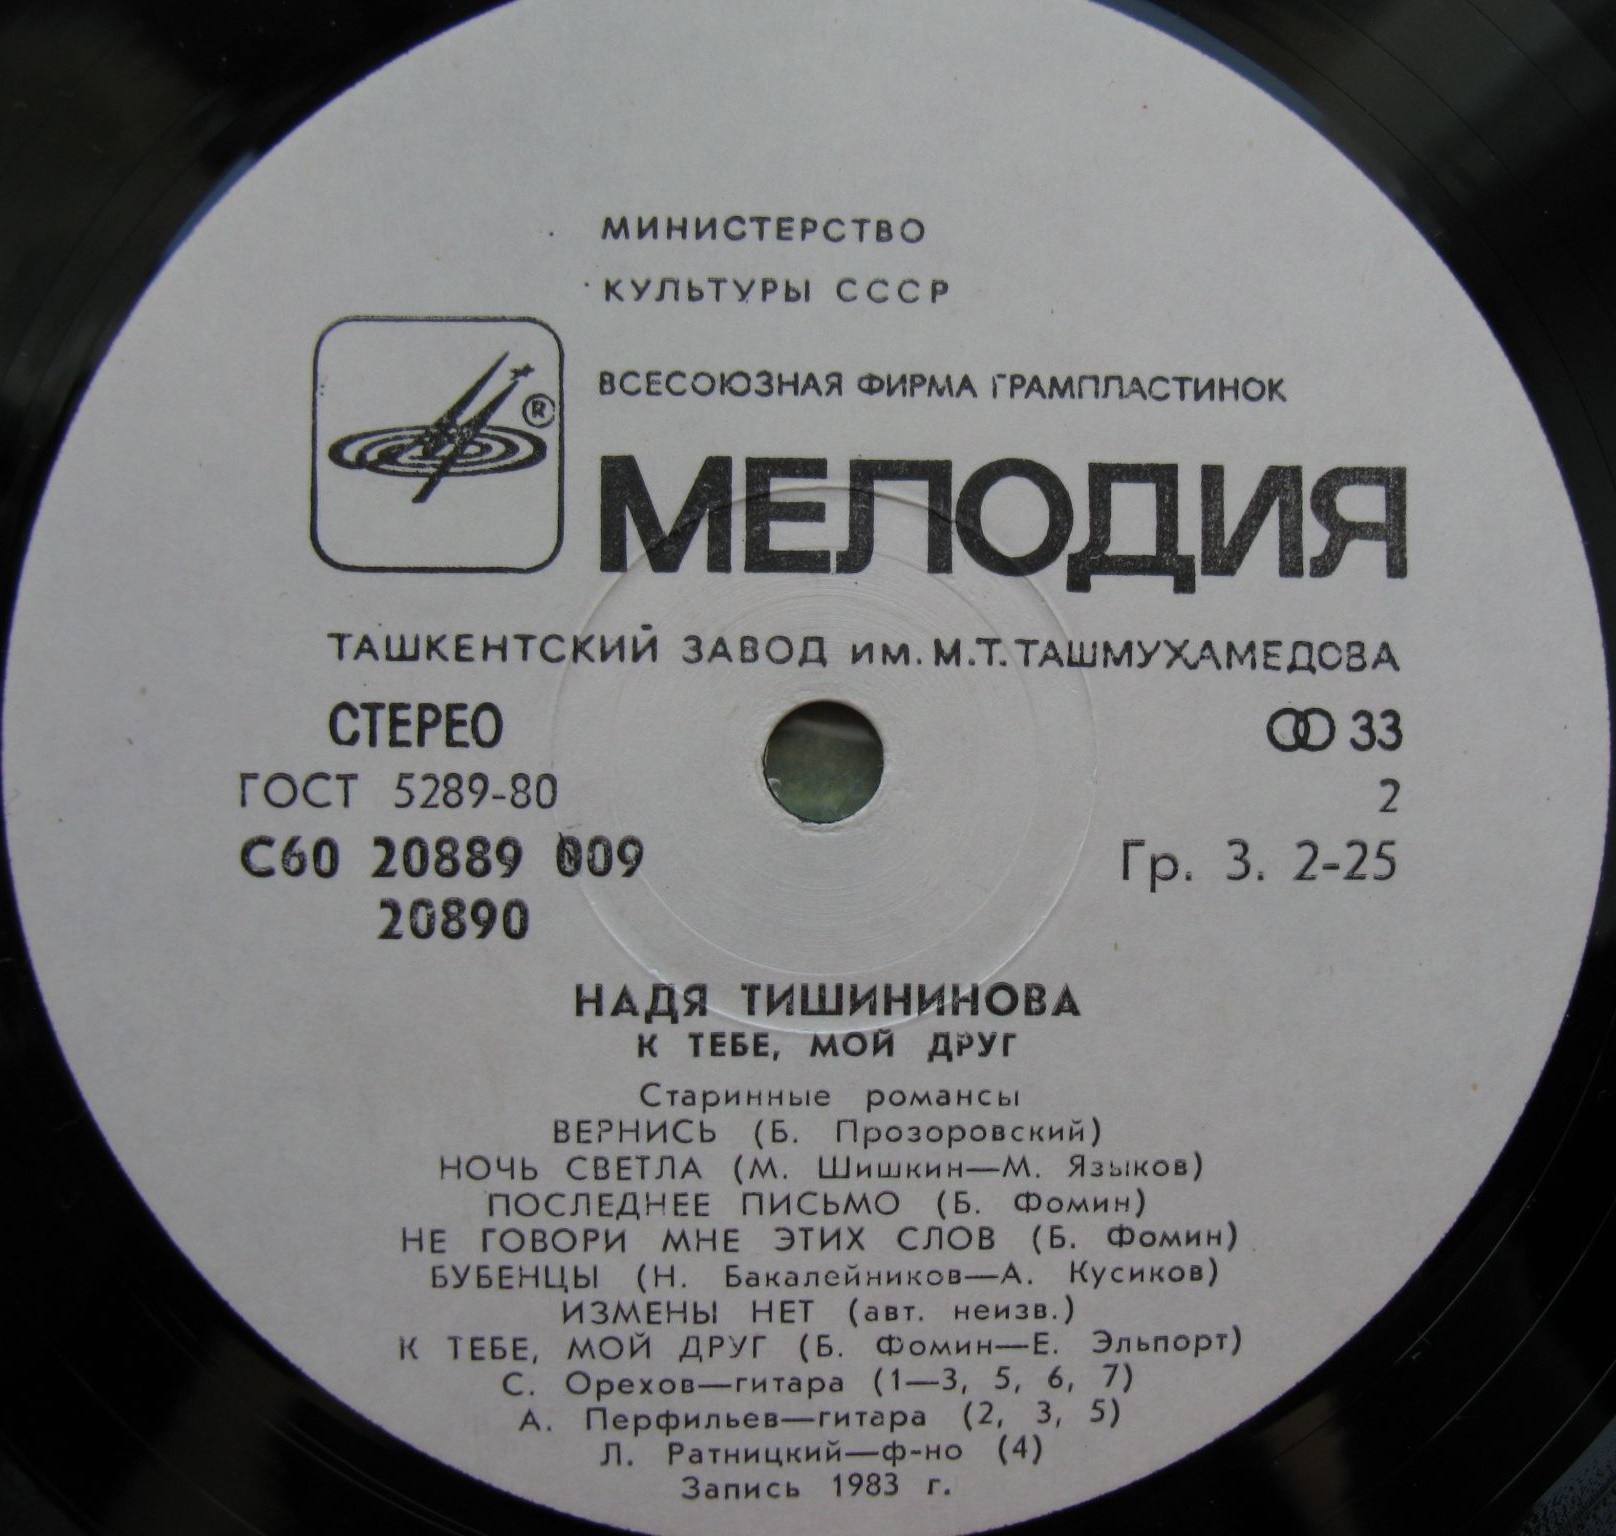 МИНИСТЕРСТВО
КУЛЬТУРЫ СССР
ВСЕСОЮЗНАЯ ФИРМА ГРАМПЛАСТИНОК
®
МЕЛОДИЯ
ТАШКЕНТСКИЙ ЗАВОД им. М.Т. ТАШМУХАМЕДОВА
СТЕРЕО
33
ГОСТ 5289-80
2
С60 20889 009
Гр. 3. 2-25
20890
НАДЯ ТИШИНИНОВА
К ТЕБЕ, МОЙ ДРУГ
Старинные романсы
ВЕРНИСЬ (Б. Прозоровский)
НОЧЬ СВЕТЛА (М. Шишкин—М. Языков)
ПОСЛЕДНЕЕ ПИСЬМО (Б. Фомин)
НЕ ГОВОРИ МНЕ ЭТИХ СЛОВ (Б. Фомин)
БУБЕНЦЫ (Н. Бакалейников—А. Кусиков)
ИЗМЕНЫ НЕТ (авт. неизв.)
К ТЕБЕ, МОЙ ДРУГ (Б. Фомин—Е. Эльпорт)
С. Орехов—гитара (1—3, 5, 6, 7)
А. Перфильев—гитара (2, 3, 5)
Л. Ратницкий—ф-но (4)
Запись 1983 г.